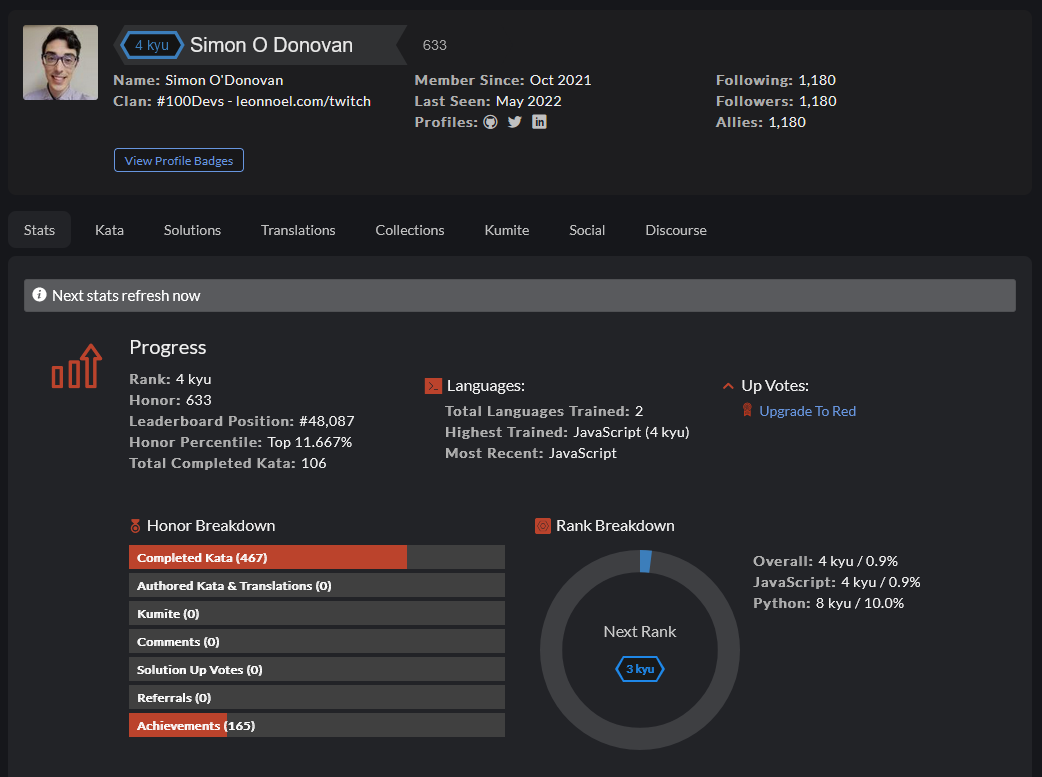 4 kyu Simon O Donovan 633
Name: Simon O'Donovan
Clan: #100Devs - leonnoel.com/twitch
Member Since: Oct 2021
Last Seen: May 2022
Profiles:
in
Following: 1,180
Followers: 1,180
Allies: 1,180
View Profile Badges
Stats Kata Solutions Translations Collections Kumite Social Discourse
Next stats refresh now
Progress
Rank: 4 kyu
Honor: 633
Leaderboard Position: #48,087
Honor Percentile: Top 11.667%
Total Completed Kata: 106
Languages:
Total Languages Trained: 2
Highest Trained: JavaScript (4 kyu)
Most Recent: JavaScript
Up Votes:
Upgrade To Red
Honor Breakdown
Completed Kata (467)
Authored Kata & Translations (0)
Kumite (0)
Comments (0)
Solution Up Votes (0)
Referrals (0)
Achievements (165)
Rank Breakdown
Next Rank
3 kyu
Overall: 4 kyu / 0.9%
JavaScript: 4 kyu / 0.9%
Python: 8 kyu / 10.0%